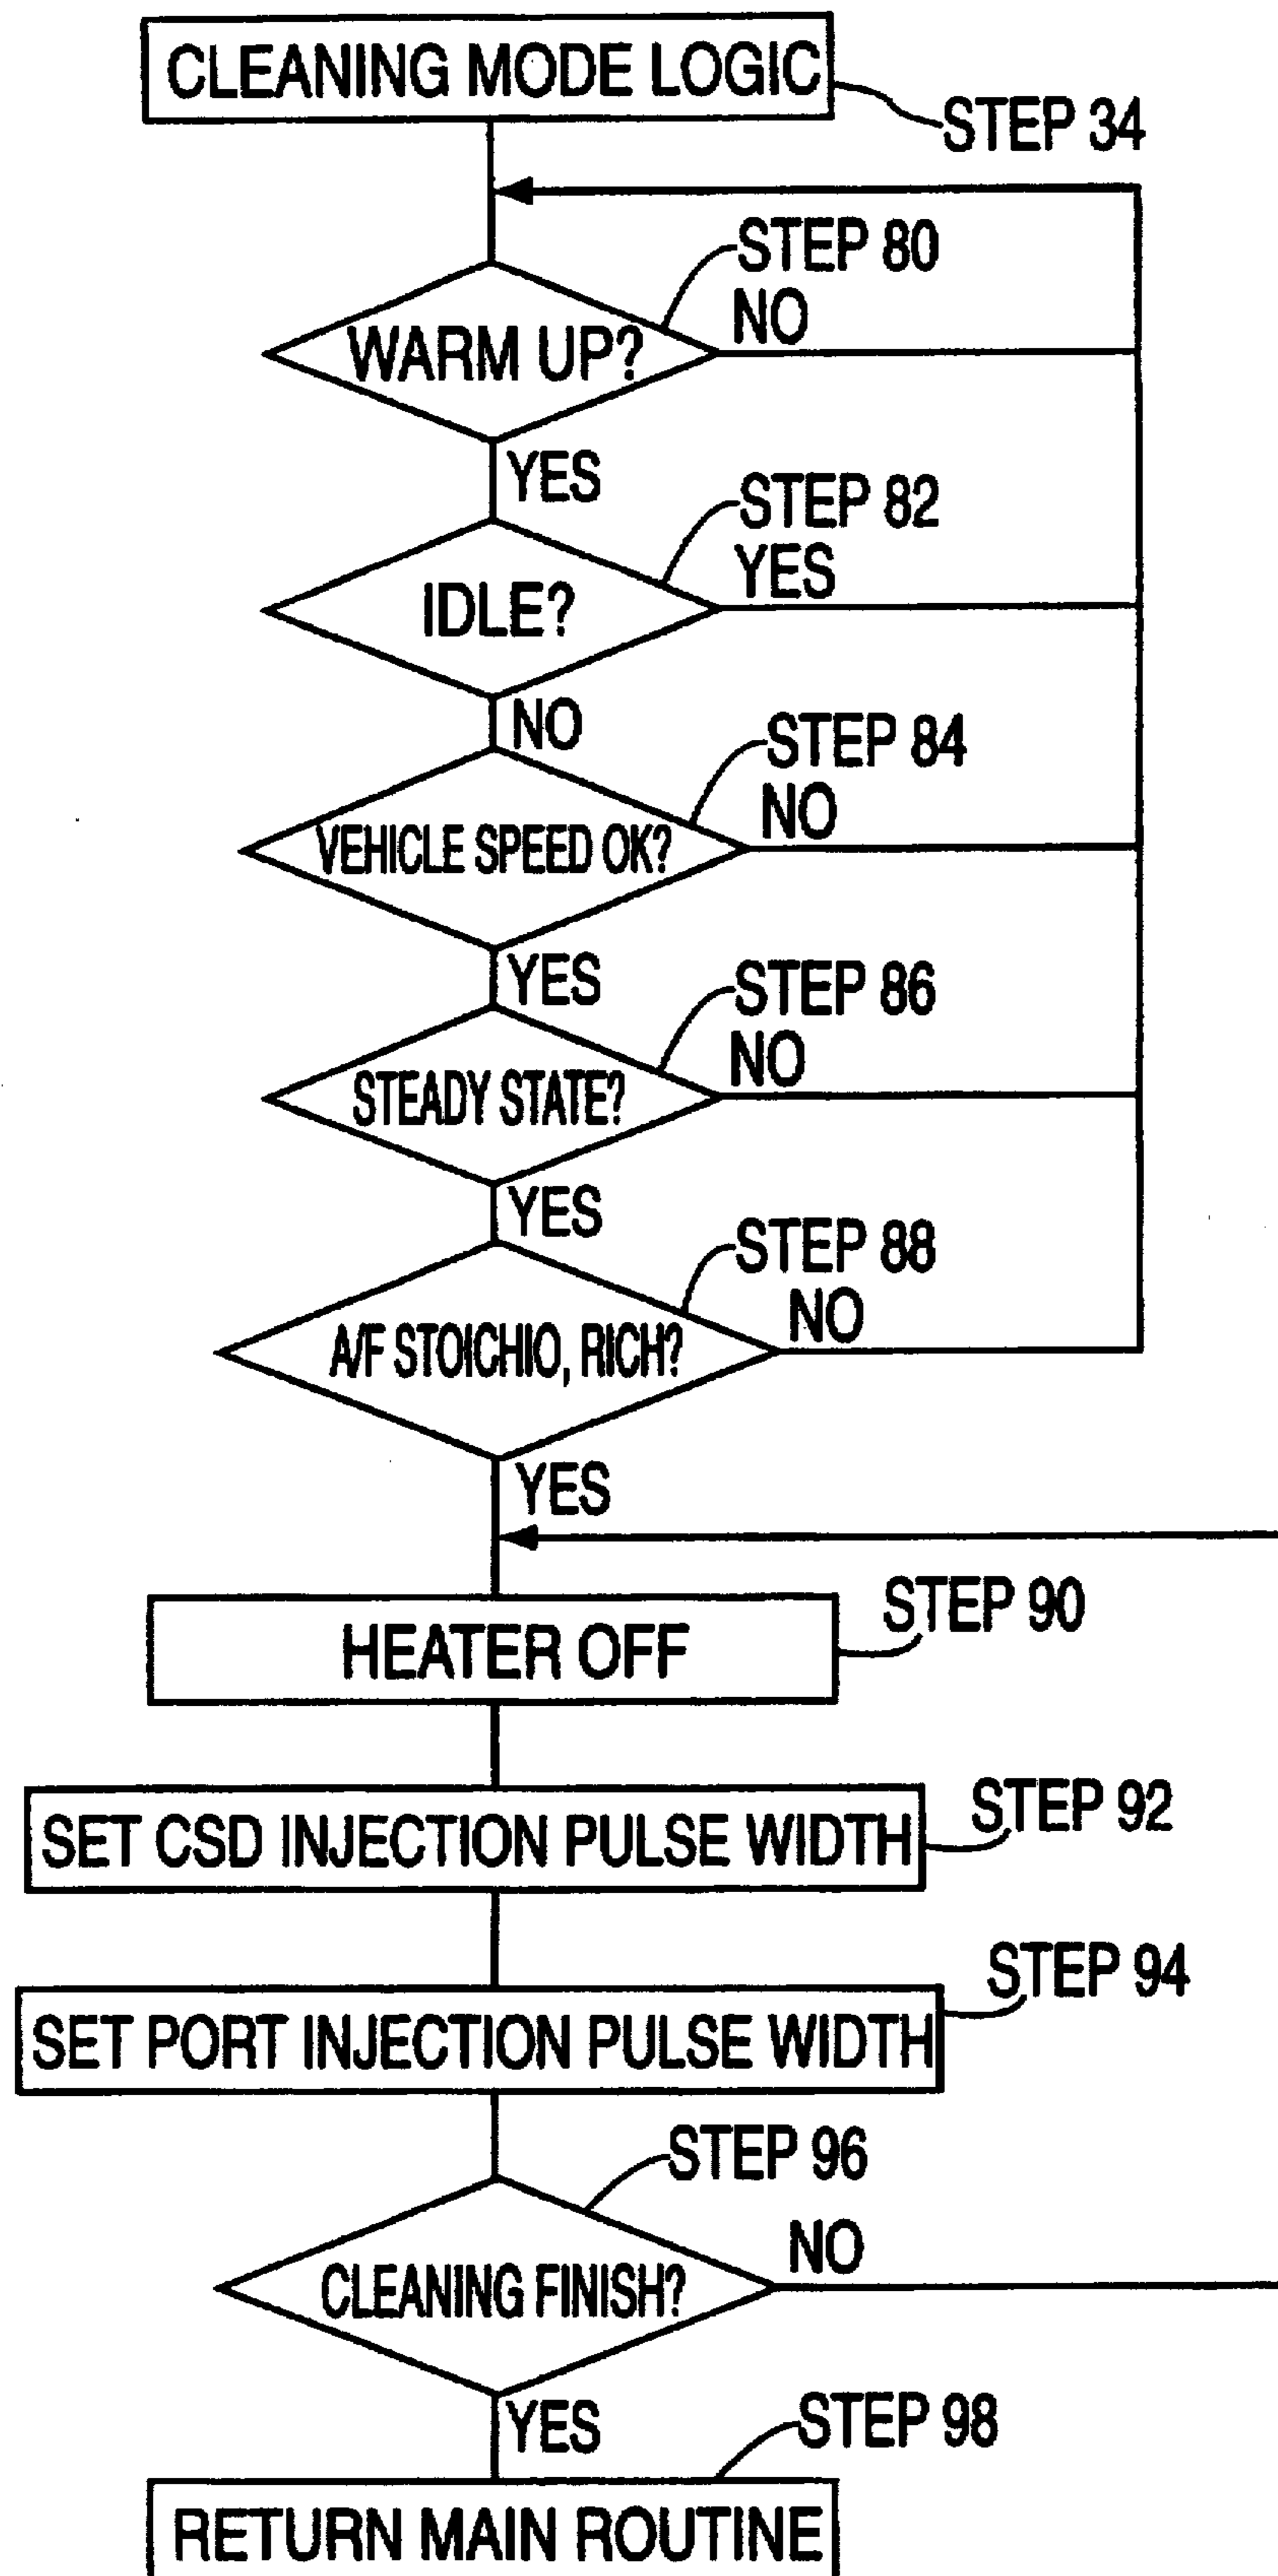 CLEANING MODE LOGIC
STEP 34
STEP 80
NO
WARM UP?
YES
STEP 82
YES
IDLE?
NO
STEP 84
NO
VEHICLE SPEED OK?
YES
STEP 86
NO
STEADY STATE?
YES
STEP 88
NO
A/F STOICHIO, RICH?
YES
STEP 90
HEATER OFF
STEP 92
SET CSD INJECTION PULSE WIDTH
STEP 94
SET PORT INJECTION PULSE WIDTH
STEP 96
NO
CLEANING FINISH?
YES
STEP 98
RETURN MAIN ROUTINE